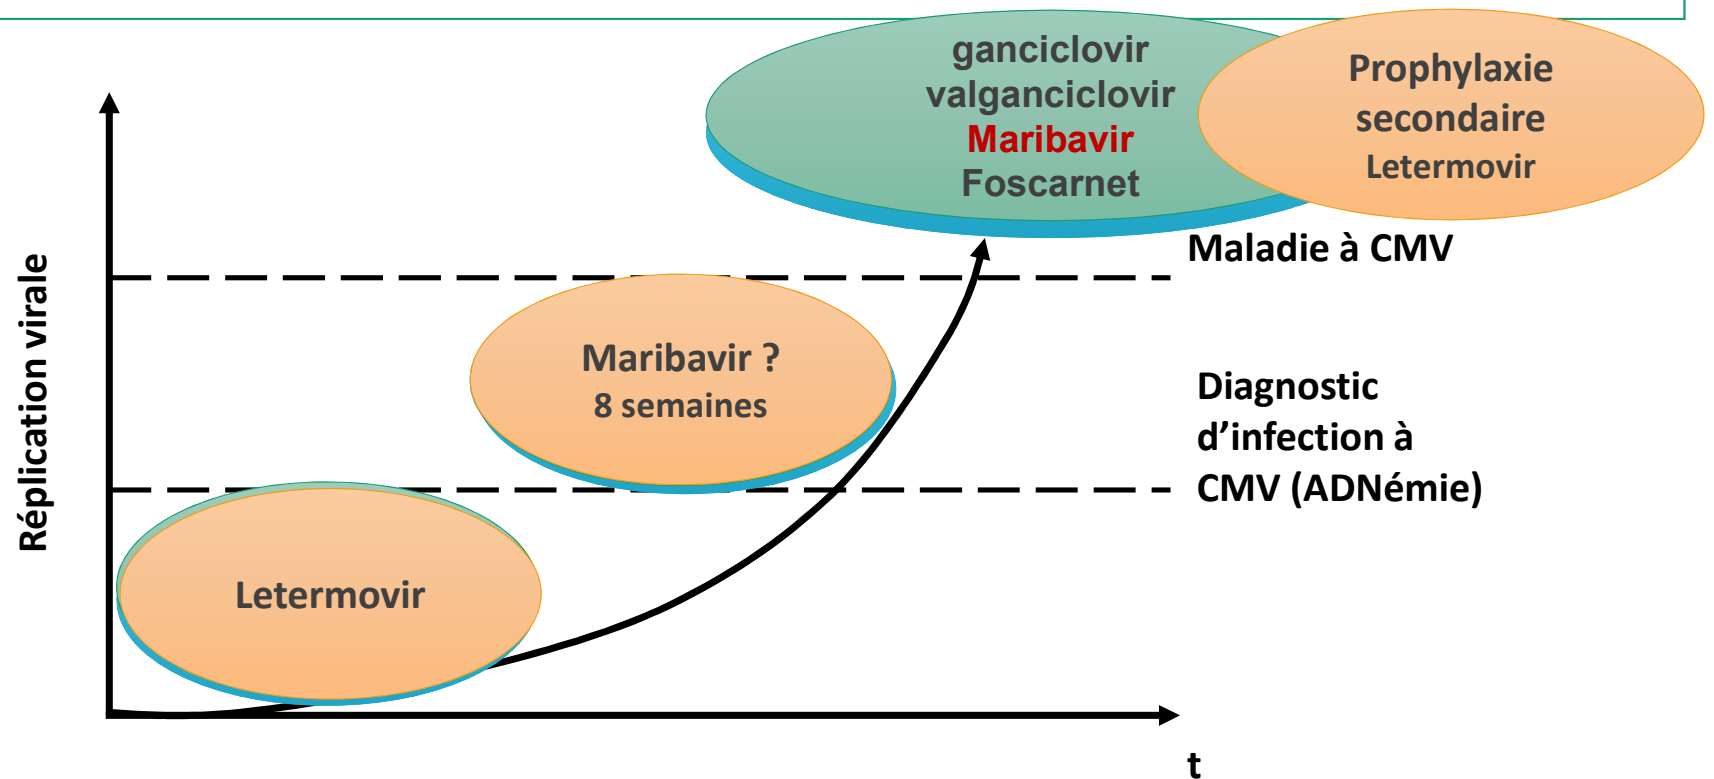 ganciclovir
valganciclovir
Maribavir
Foscarnet
Prophylaxie
secondaire
Letermovir
Maladie à CMV
Réplication virale
Maribavir ?
8 semaines
Diagnostic
d’infection à
CMV (ADNémie)
Letermovir
t